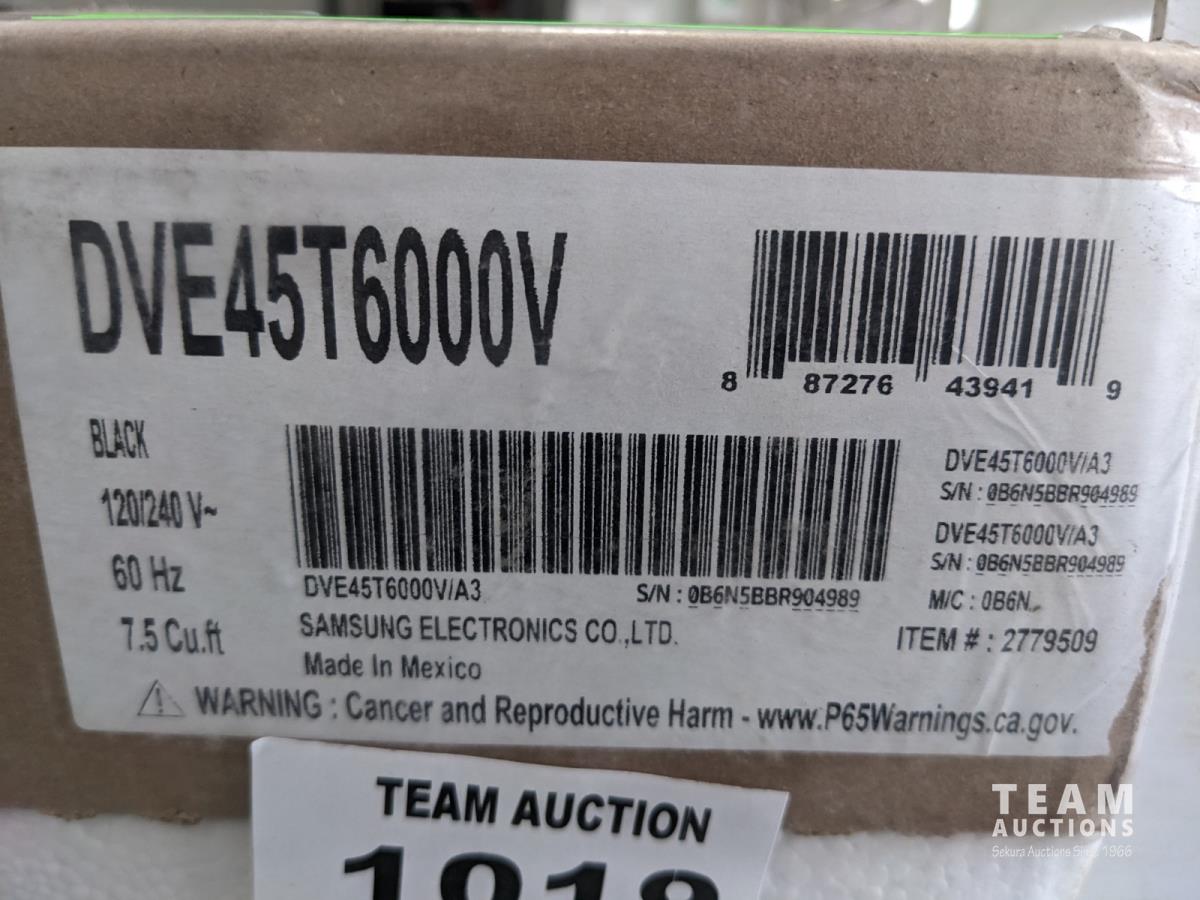 DVE45T6000V
8 87276 43941 9
BLACK
120/240 V~
60 Hz
7.5 Cu.ft
DVE45T6000V/A3
S/N : 0B6N5BBR904989
SAMSUNG ELECTRONICS CO.,LTD.
Made In Mexico
DVE45T6000V/A3
S/N : 0B6N5BBR904989
DVE45T6000V/A3
S/N : 0B6N5BBR904989
M/C : 0B6N
ITEM # : 2779509
WARNING : Cancer and Reproductive Harm - www.P65Warnings.ca.gov.
TEAM AUCTION
TEAM
AUCTIONS
Sekura Auctions Since 1966